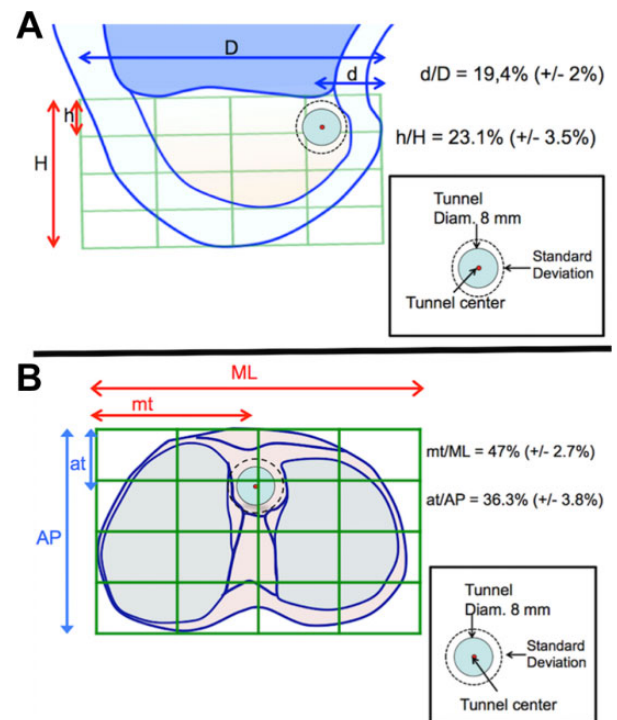 A
D
d
d/D = 19,4% (+/- 2%)
h
H
h/H = 23.1% (+/- 3.5%)
Tunnel
Diam. 8 mm
Standard
Deviation
Tunnel center
B
ML
mt
at
AP
mt/ML = 47% (+/- 2.7%)
at/AP = 36.3% (+/- 3.8%)
Tunnel
Diam. 8 mm
Standard
Deviation
Tunnel center